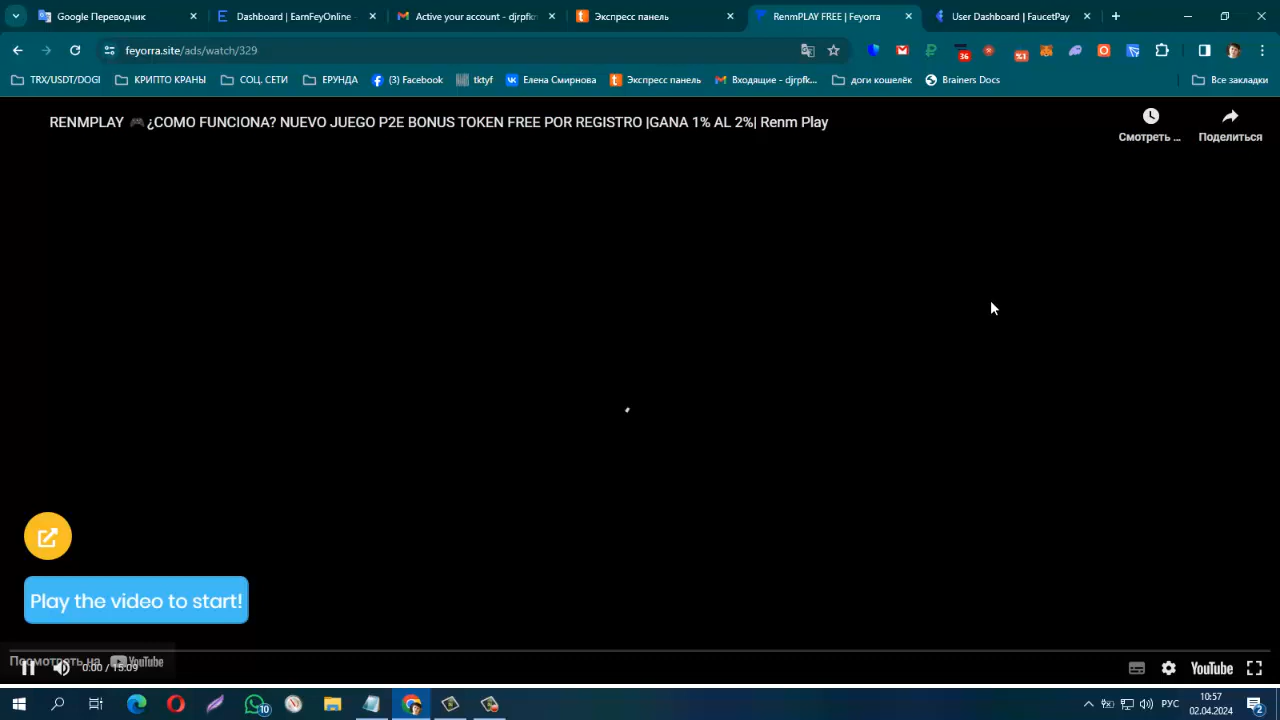 Google Переводчик
Dashboard | EarnFeyOnline -
Active your account - djrpfk
Экспресс панель
RenmPLAY FREE | Feyorra
User Dashboard | FaucetPay
feyorra.site/ads/watch/329
36
%1
TRX/USDT/DOGI
КРИПТО КРАНЫ
СОЦ. СЕТИ
ЕРУНДА
(3) Facebook
tktyf
Елена Смирнова
Экспресс панель
Входящие - djrpfk...
доги кошелёк
Brainers Docs
Все закладки
RENMPLAY 🎮¿COMO FUNCIONA? NUEVO JUEGO P2E BONUS TOKEN FREE POR REGISTRO |GANA 1% AL 2%| Renm Play
Смотреть ...
Поделиться
Play the video to start!
Посмотреть на YouTube
0:00 / 15:09
YouTube
10
РУС
10:57
02.04.2024
2